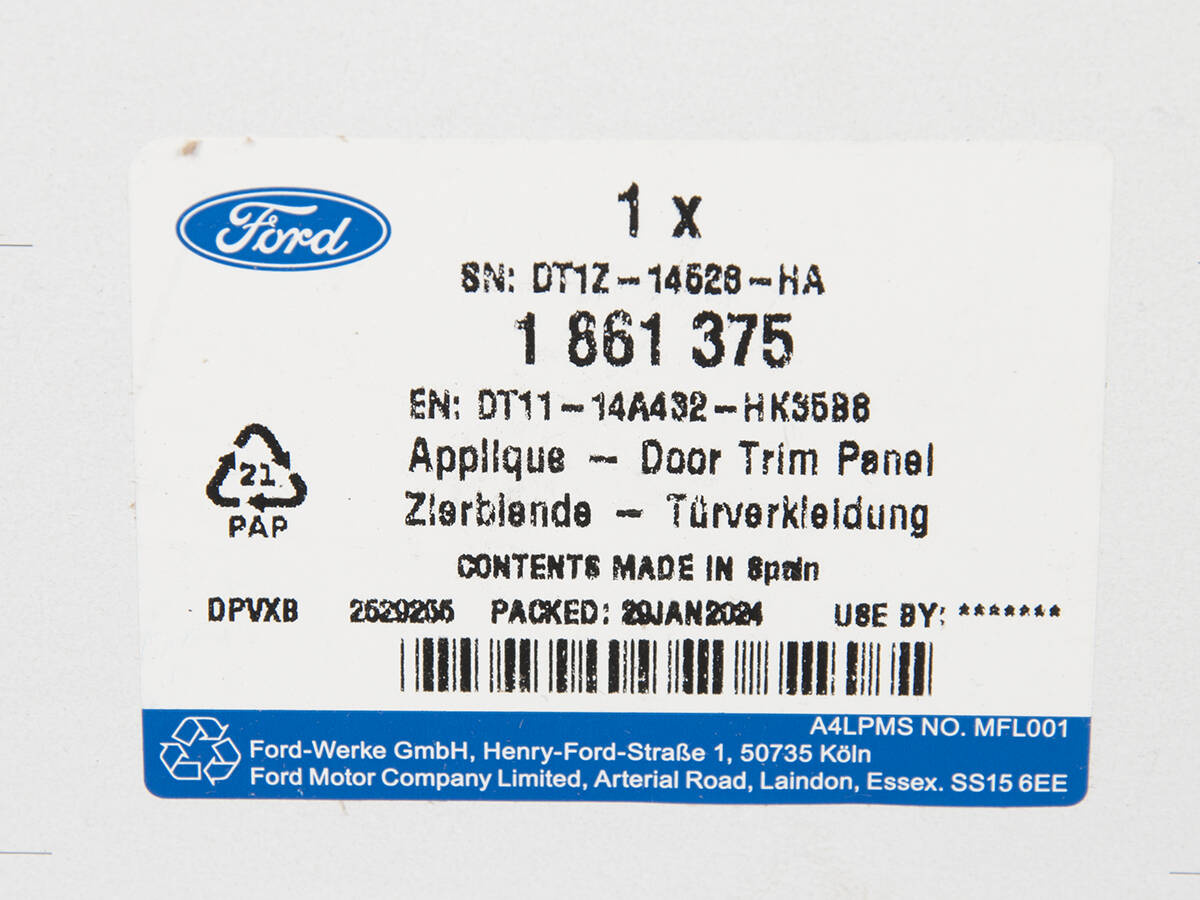 Ford
1 x
SN: DT1Z-14528-HA
1 861 375
EN: DT11-14A432-HK35B8
Applique - Door Trim Panel
Zierblende - Türverkleidung
21
PAP
CONTENTS MADE IN Spain
DPVXB PACKED: 29JAN2024 USE BY: *******
A4LPMS NO. MFL001
Ford-Werke GmbH, Henry-Ford-Straße 1, 50735 Köln
Ford Motor Company Limited, Arterial Road, Laindon, Essex. SS15 6EE